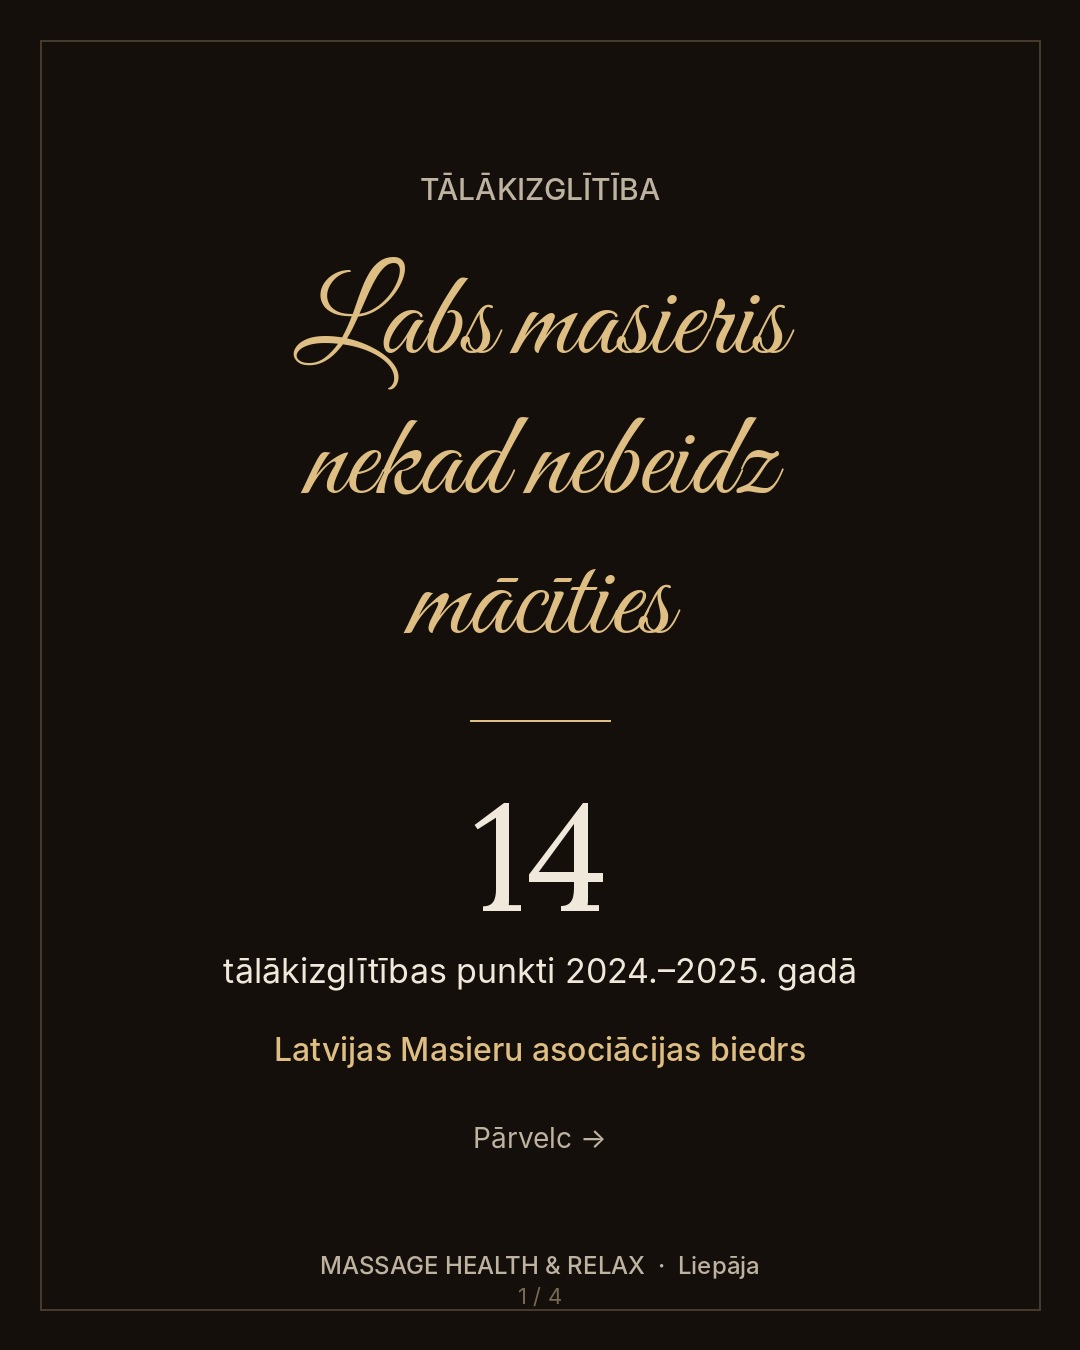 TĀLĀKIZGLĪTĪBA
Labs masieris
nekad nebeidz
mācīties
14
tālākizglītības punkti 2024.–2025. gadā
Latvijas Masieru asociācijas biedrs
Pārvelc →
MASSAGE HEALTH & RELAX · Liepāja
1 / 4